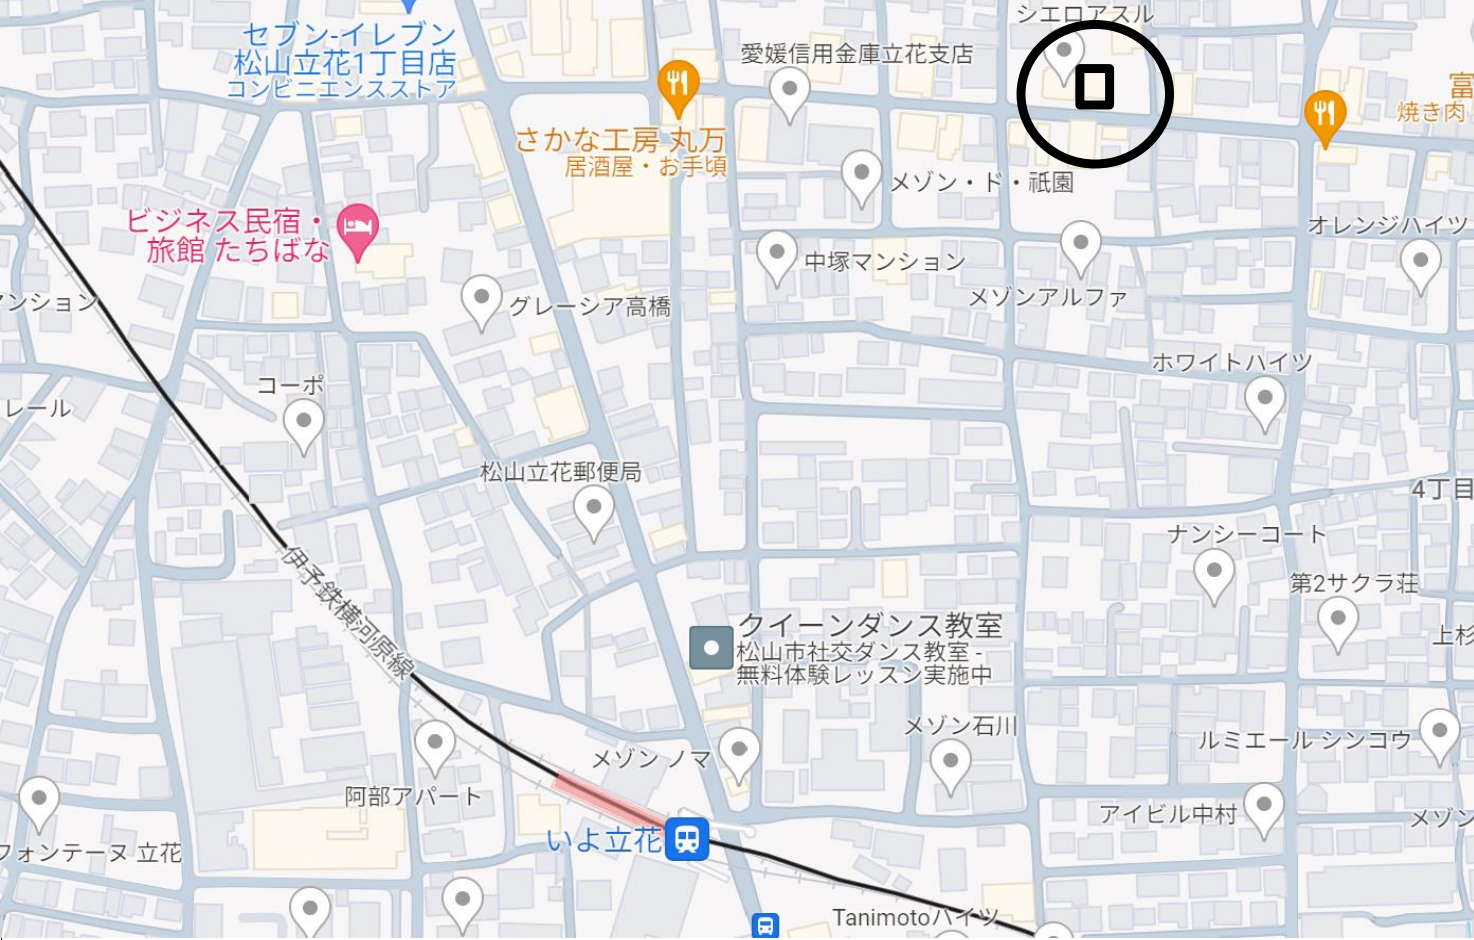 シエロアスル
セブン-イレブン
松山立花1丁目店
コンビニエンスストア
愛媛信用金庫立花支店
富
焼き肉
さかな工房 丸万
居酒屋・お手頃
メゾン・ド・祇園
ビジネス民宿・
旅館 たちばな
オレンジハイツ
中塚マンション
メゾンアルファ
マンション
グレーシア高橋
ホワイトハイツ
コーポ
レール
松山立花郵便局
4丁目
ナンシーコート
伊予鉄横河原線
第2サクラ荘
クイーンダンス教室
松山市社交ダンス教室 -
無料体験レッスン実施中
上杉
メゾン石川
ルミエール シンコウ
メゾン ノマ
阿部アパート
アイビル中村
メゾン
いよ立花
フォンテーヌ 立花
Tanimotoハイツ